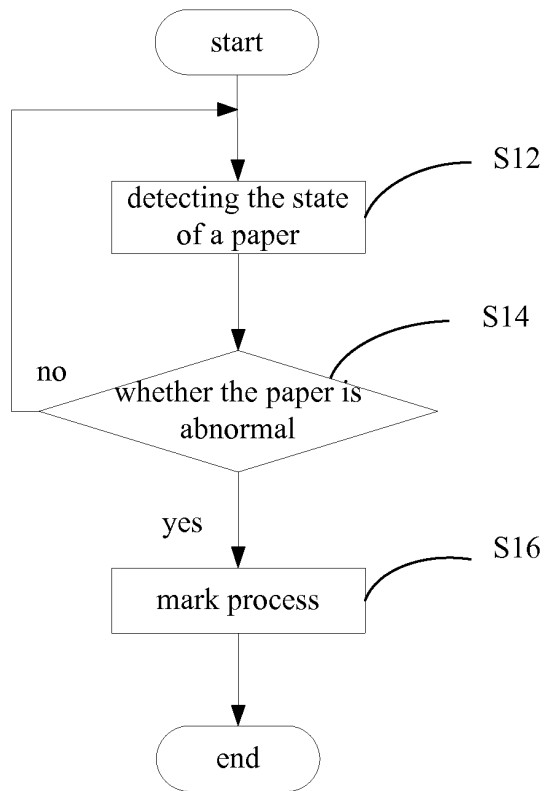 start
S12
detecting the state
of a paper
S14
no
whether the paper is
abnormal
yes
S16
mark process
end